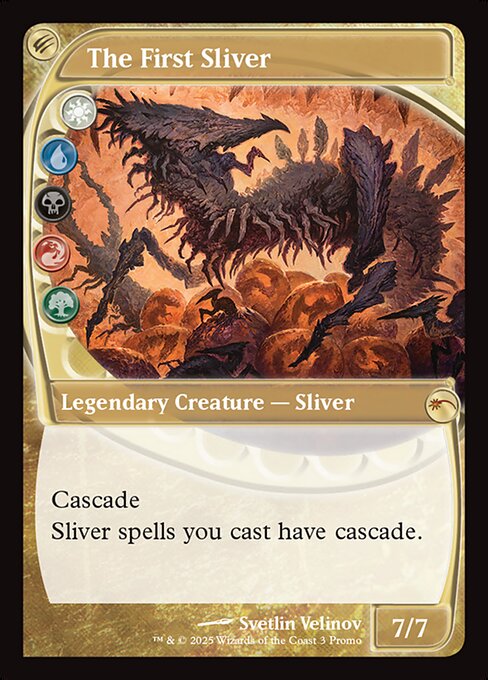 The First Sliver
Legendary Creature — Sliver
Cascade
Sliver spells you cast have cascade.
Svetlin Velinov
™ & © 2025 Wizards of the Coast 3 Promo
7/7